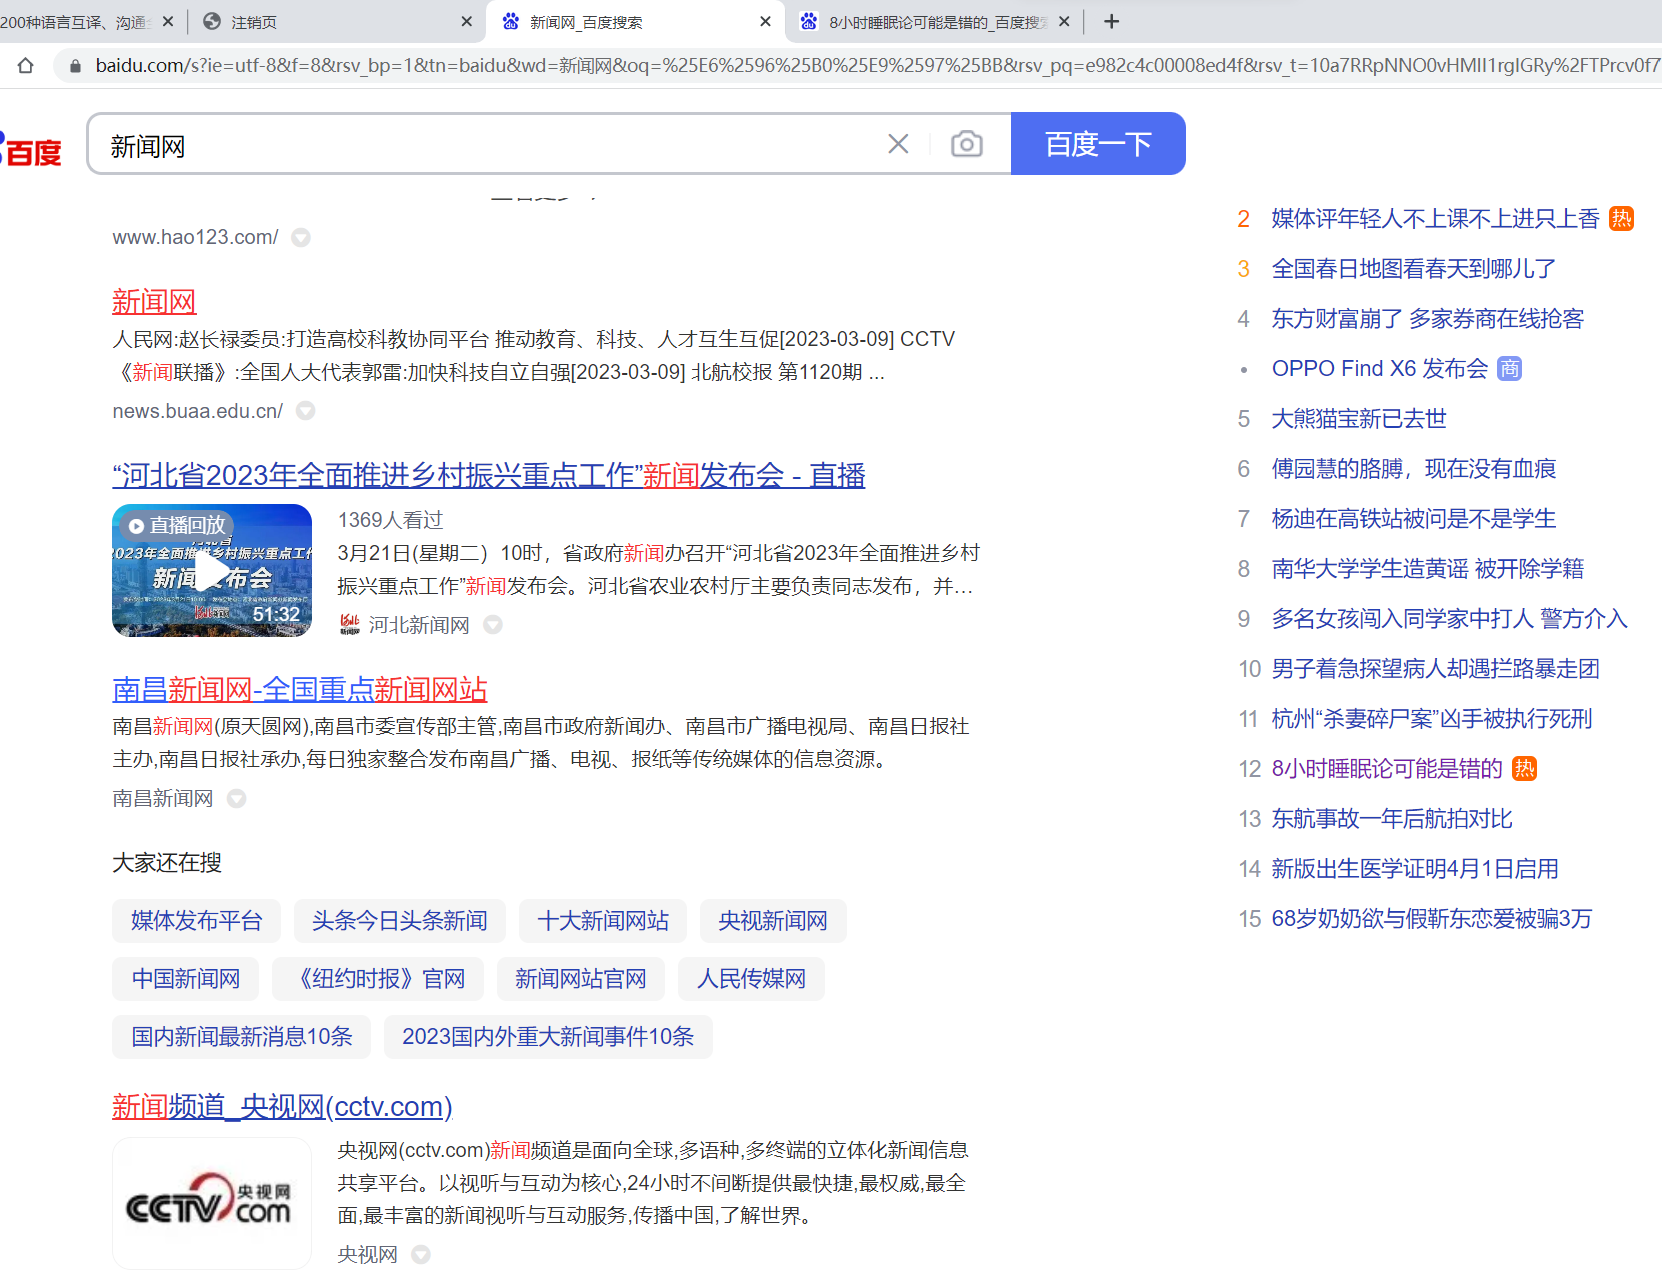 200种语言互译、沟通
注销页
新闻网_百度搜索
8小时睡眠论可能是错的_百度搜索
baidu.com/s?ie=utf-8&f=8&rsv_bp=1&tn=baidu&wd=新闻网&oq=%25E6%2596%25B0%25E9%2597%25BB&rsv_pq=e982c4c00008ed4f&rsv_t=10a7RRpNNO0vHMII1rgIGRy%2FTPrcv0f7
百度
新闻网
百度一下
www.hao123.com/
新闻网
人民网:赵长禄委员:打造高校科教协同平台 推动教育、科技、人才互生互促[2023-03-09] CCTV
《新闻联播》:全国人大代表郭雷:加快科技自立自强[2023-03-09] 北航校报 第1120期 ...
news.buaa.edu.cn/
“河北省2023年全面推进乡村振兴重点工作”新闻发布会 - 直播
直播回放
河北省
2023年全面推进乡村振兴重点工作
新闻发布会
51:32
1369人看过
3月21日(星期二）10时，省政府新闻办召开“河北省2023年全面推进乡村
振兴重点工作”新闻发布会。河北省农业农村厅主要负责同志发布，并...
河北新闻网
南昌新闻网-全国重点新闻网站
南昌新闻网(原天圆网),南昌市委宣传部主管,南昌市政府新闻办、南昌市广播电视局、南昌日报社
主办,南昌日报社承办,每日独家整合发布南昌广播、电视、报纸等传统媒体的信息资源。
南昌新闻网
大家还在搜
媒体发布平台 头条今日头条新闻 十大新闻网站 央视新闻网
中国新闻网 《纽约时报》官网 新闻网站官网 人民传媒网
国内新闻最新消息10条 2023国内外重大新闻事件10条
新闻频道_央视网(cctv.com)
CCTV 央视网
com
央视网(cctv.com)新闻频道是面向全球,多语种,多终端的立体化新闻信息
共享平台。以视听与互动为核心,24小时不间断提供最快捷,最权威,最全
面,最丰富的新闻视听与互动服务,传播中国,了解世界。
央视网
2 媒体评年轻人不上课不上进只上香 热
3 全国春日地图看春天到哪儿了
4 东方财富崩了 多家券商在线抢客
• OPPO Find X6 发布会 商
5 大熊猫宝新已去世
6 傅园慧的胳膊，现在没有血痕
7 杨迪在高铁站被问是不是学生
8 南华大学学生造黄谣 被开除学籍
9 多名女孩闯入同学家中打人 警方介入
10 男子着急探望病人却遇拦路暴走团
11 杭州“杀妻碎尸案”凶手被执行死刑
12 8小时睡眠论可能是错的 热
13 东航事故一年后航拍对比
14 新版出生医学证明4月1日启用
15 68岁奶奶欲与假靳东恋爱被骗3万